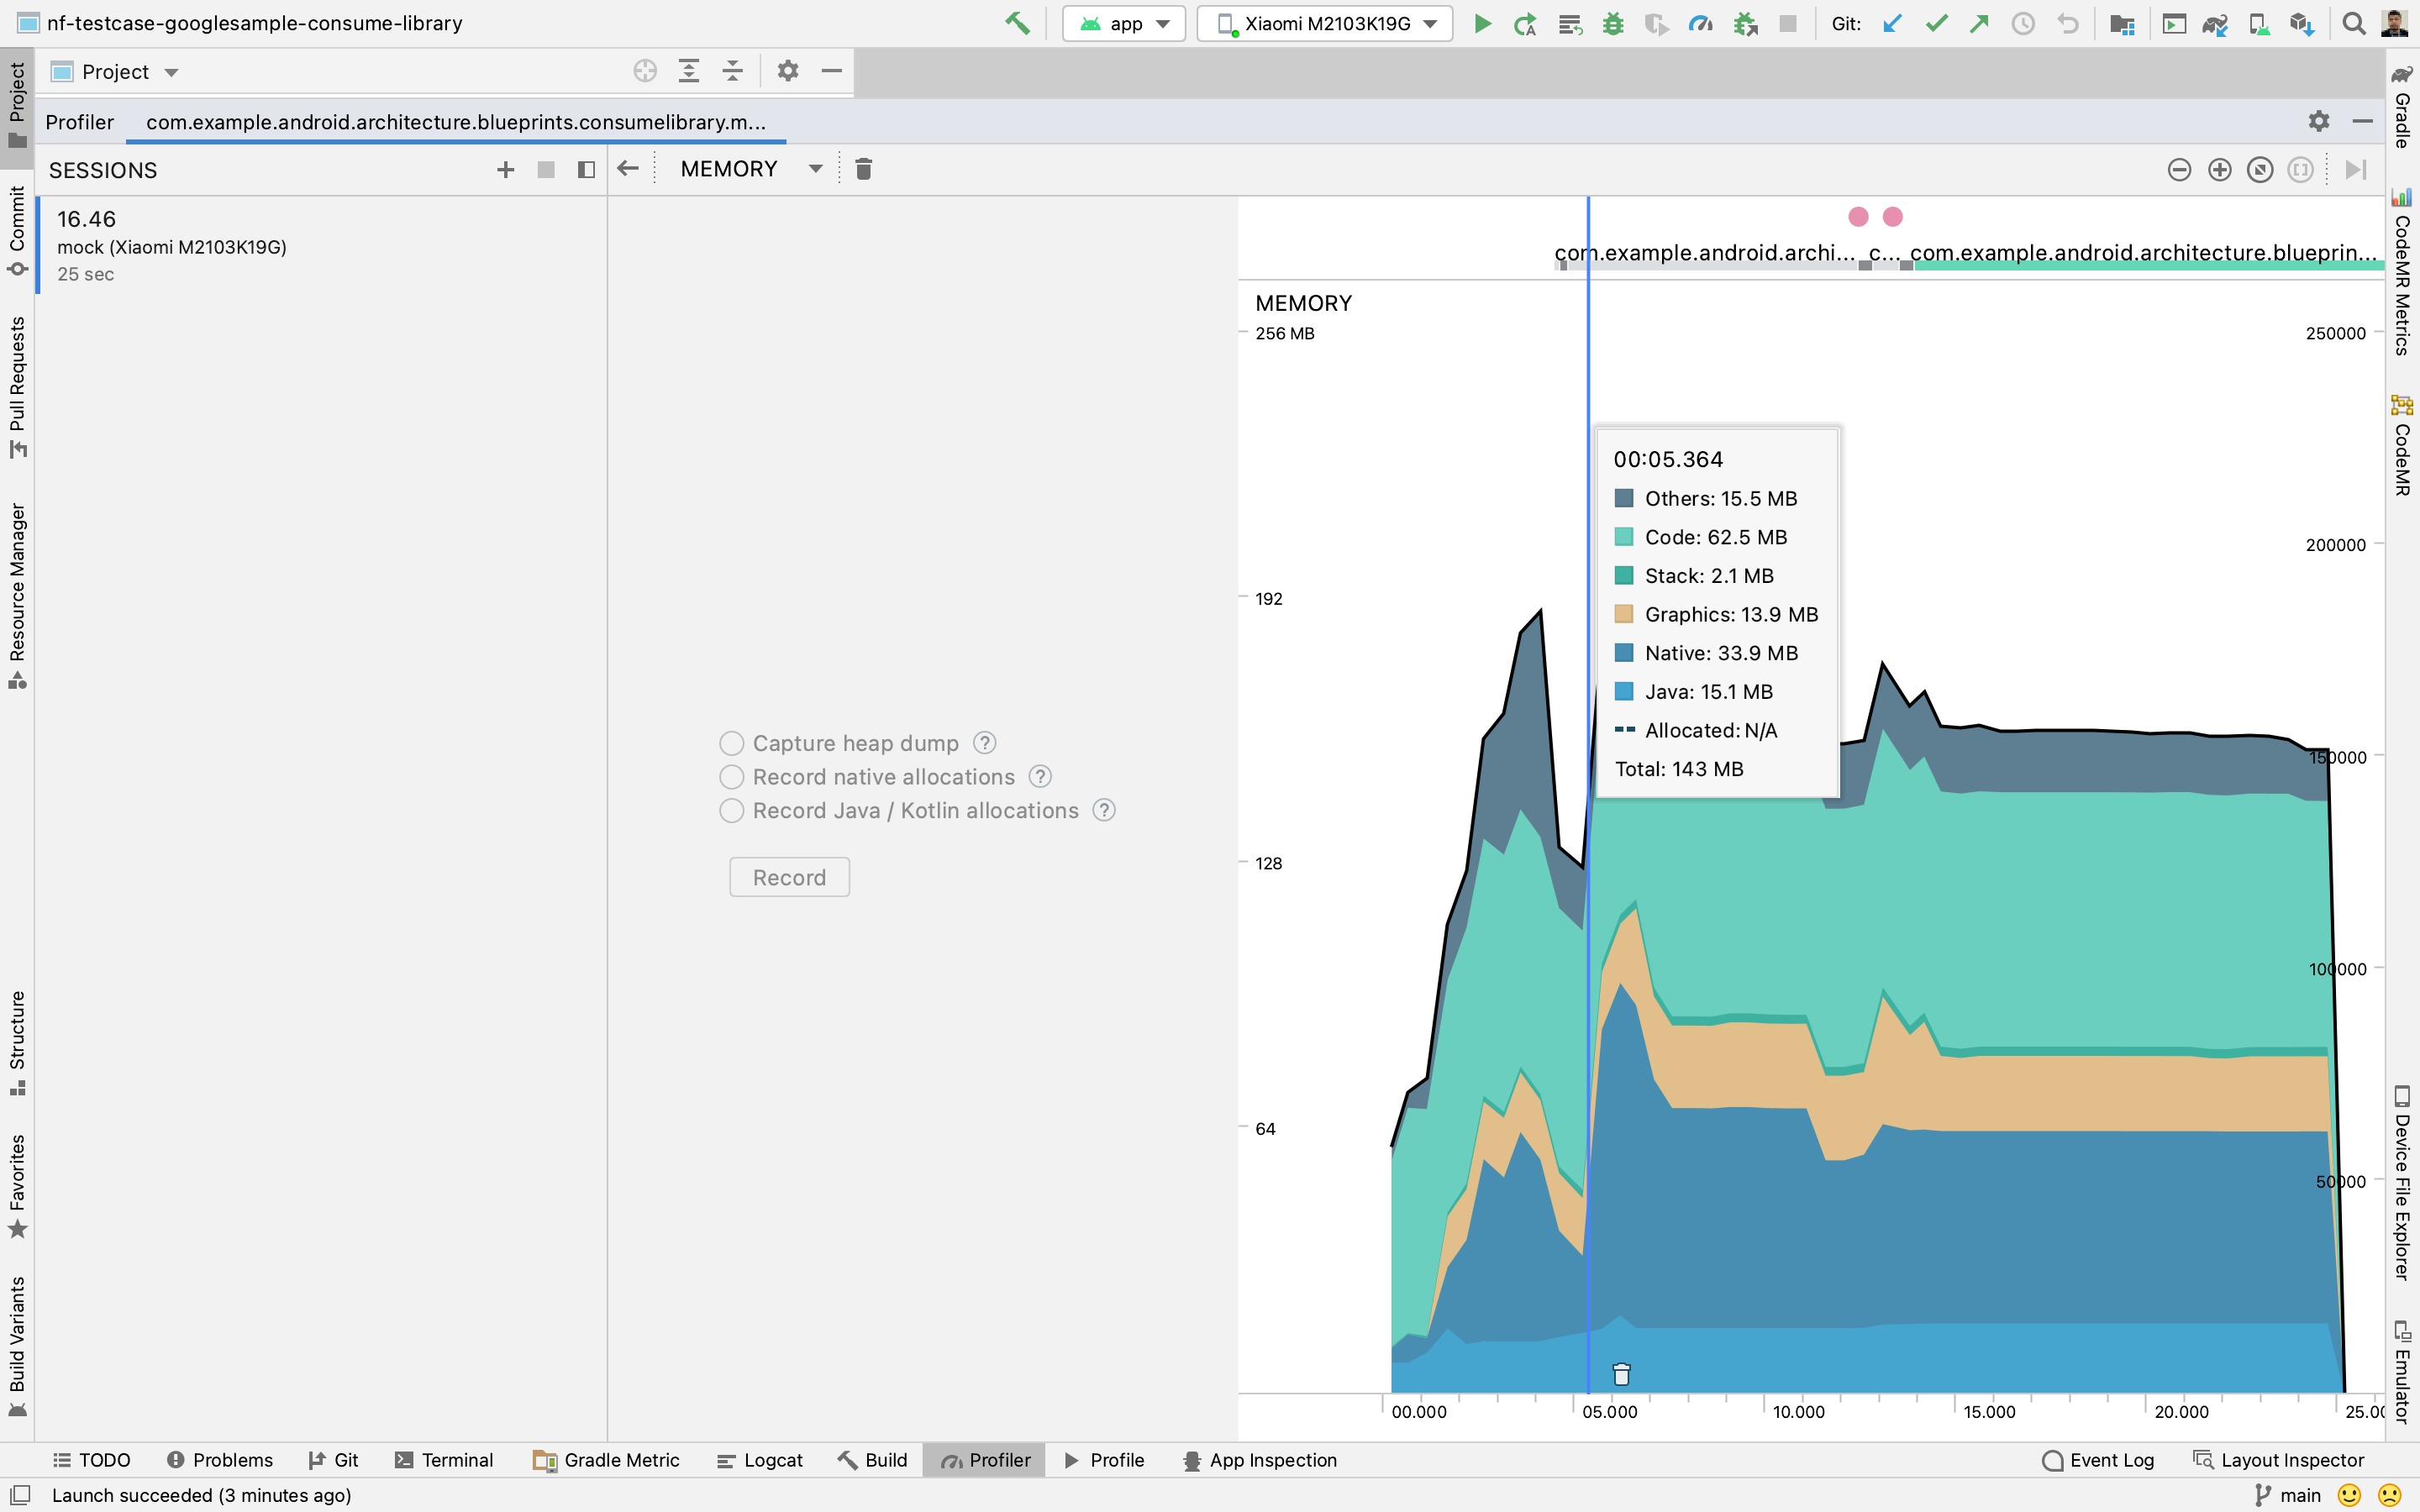 nf-testcase-googlesample-consume-library
app
Xiaomi M2103K19G
Git:
Project
Profiler
com.example.android.architecture.blueprints.consumelibrary.m...
SESSIONS
MEMORY
16.46
mock (Xiaomi M2103K19G)
25 sec
com.example.android.archi...
c...
com.example.android.architecture.blueprin...
MEMORY
256 MB
192
128
64
250000
200000
150000
100000
50000
00:05.364
Others: 15.5 MB
Code: 62.5 MB
Stack: 2.1 MB
Graphics: 13.9 MB
Native: 33.9 MB
Java: 15.1 MB
Allocated: N/A
Total: 143 MB
Capture heap dump
Record native allocations
Record Java / Kotlin allocations
Record
00.000
05.000
10.000
15.000
20.000
Project
Commit
Pull Requests
Resource Manager
Structure
Favorites
Build Variants
Gradle
CodeMR Metrics
CodeMR
Device File Explorer
Emulator
TODO
Problems
Git
Terminal
Gradle Metric
Logcat
Build
Profiler
Profile
App Inspection
Event Log
Layout Inspector
Launch succeeded (3 minutes ago)
main